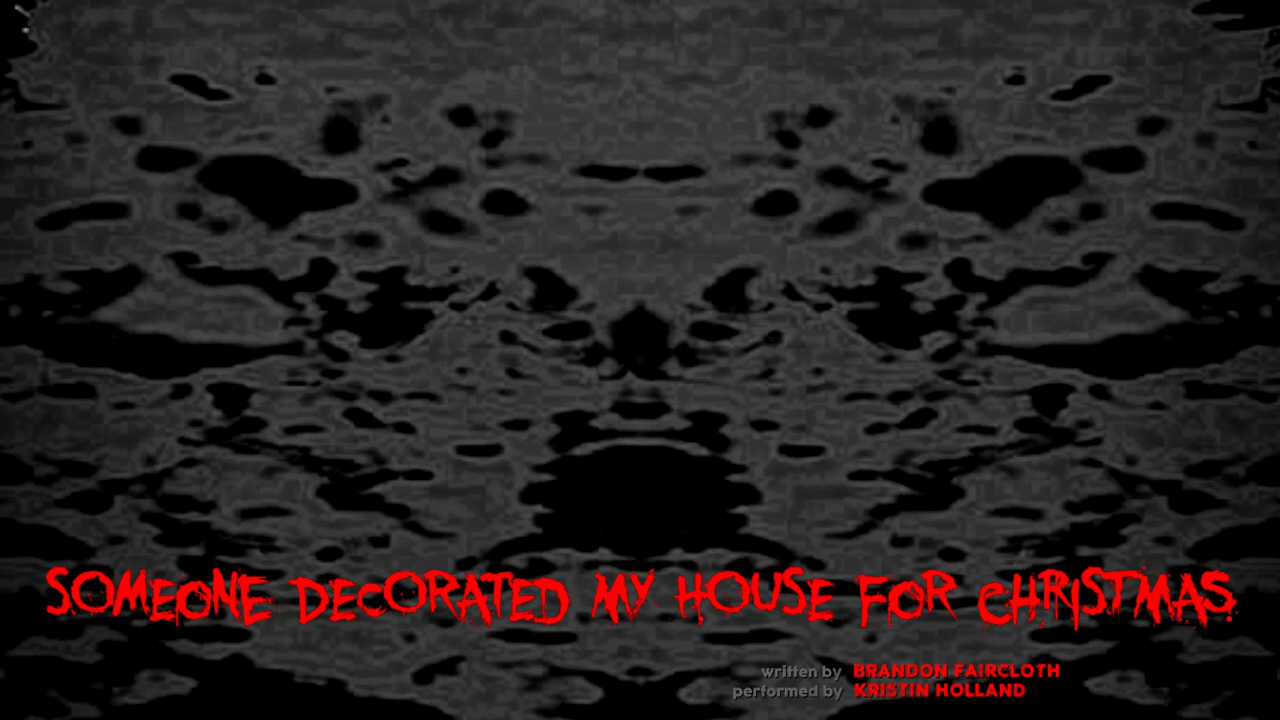 SOMEONE DECORATED MY HOUSE FOR CHRISTMAS
written by BRANDON FAIRCLOTH
performed by KRISTIN HOLLAND